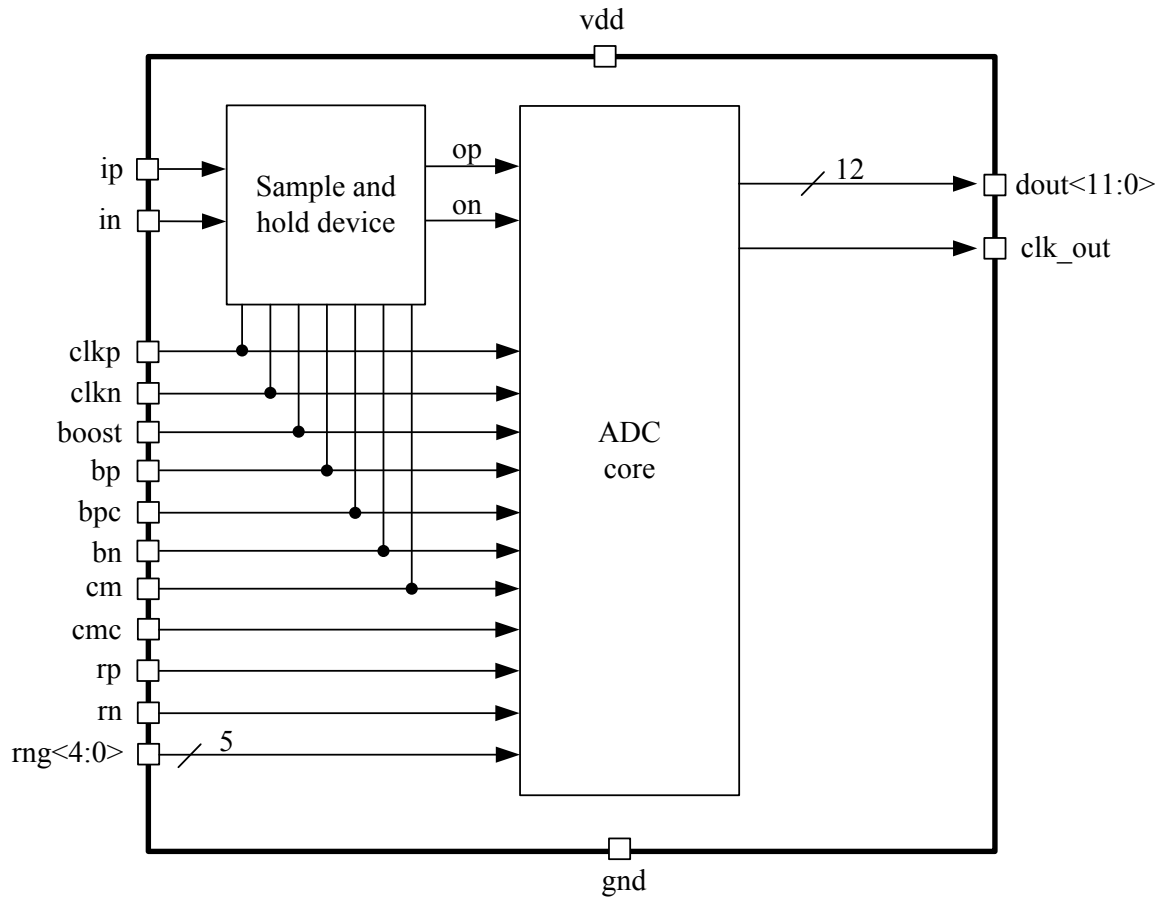 vdd
ip
in
Sample and
hold device
op
on
12
dout<11:0>
clk_out
clkp
clkn
boost
bp
bpc
bn
cm
cmc
rp
rn
rng<4:0>
5
ADC
core
gnd